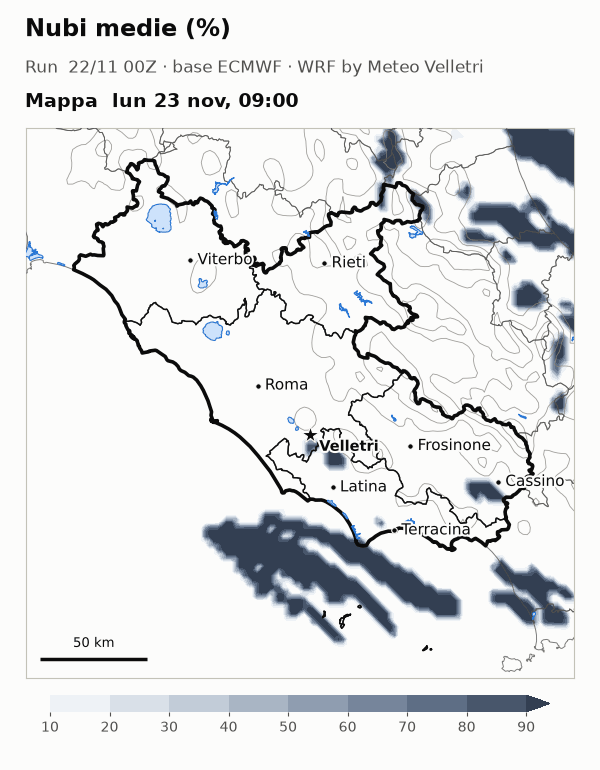 Nubi medie (%)
Run  22/11 00Z · base ECMWF · WRF by Meteo Velletri
Mappa  lun 23 nov, 09:00
Viterbo
Rieti
Roma
Velletri
Frosinone
Latina
Cassino
Terracina
50 km
10 20 30 40 50 60 70 80 90